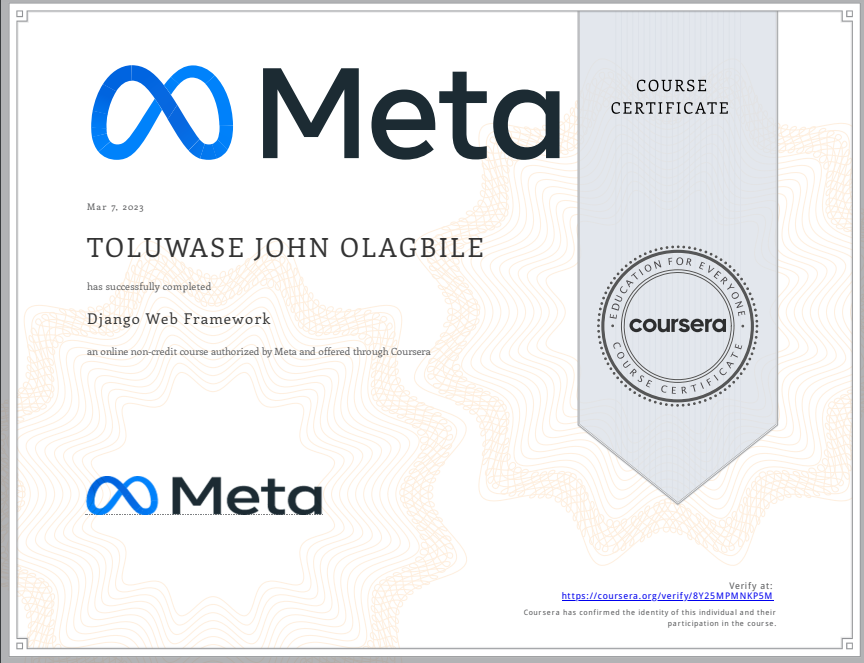 Meta
COURSE
CERTIFICATE
Mar 7, 2023
TOLUWASE JOHN OLAGBILE
has successfully completed
Django Web Framework
an online non-credit course authorized by Meta and offered through Coursera
EDUCATION FOR EVERYONE
coursera
COURSE CERTIFICATE
Meta
Verify at:
https://coursera.org/verify/8Y25MPMNKP5M
Coursera has confirmed the identity of this individual and their
participation in the course.